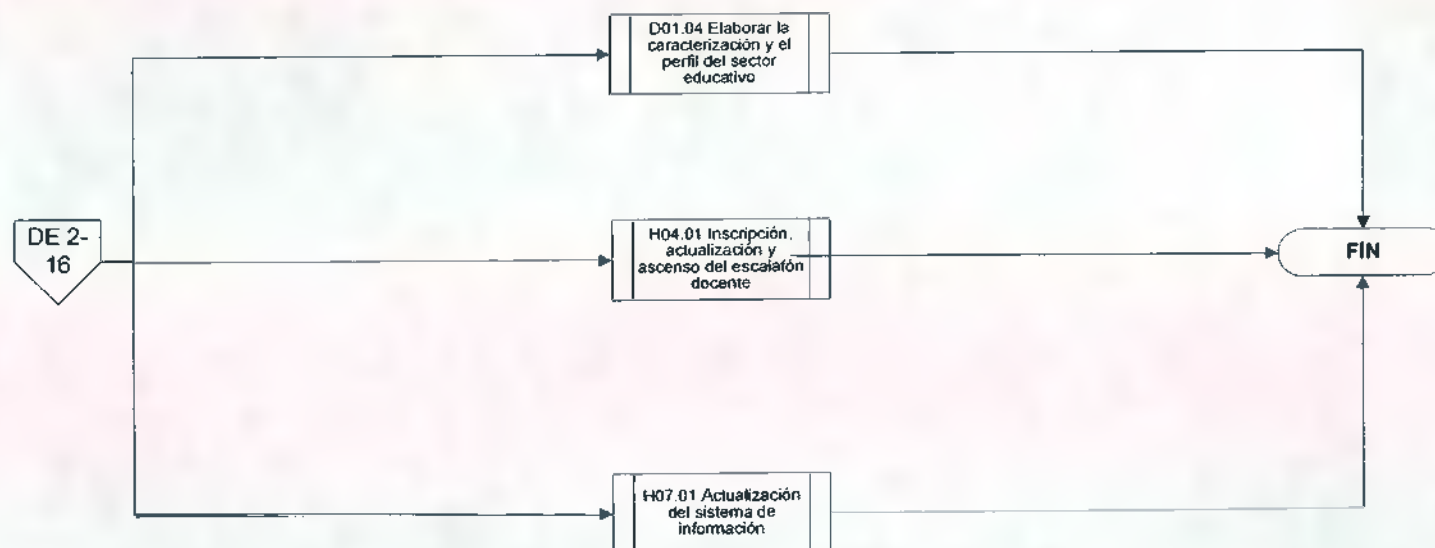 D01.04 Elaborar la
caracterización y el
perfil del sector
educativo
DE 2-
16
H04.01 Inscripción,
actualización y
ascenso del escalafón
docente
FIN
H07.01 Actualización
del sistema de
información